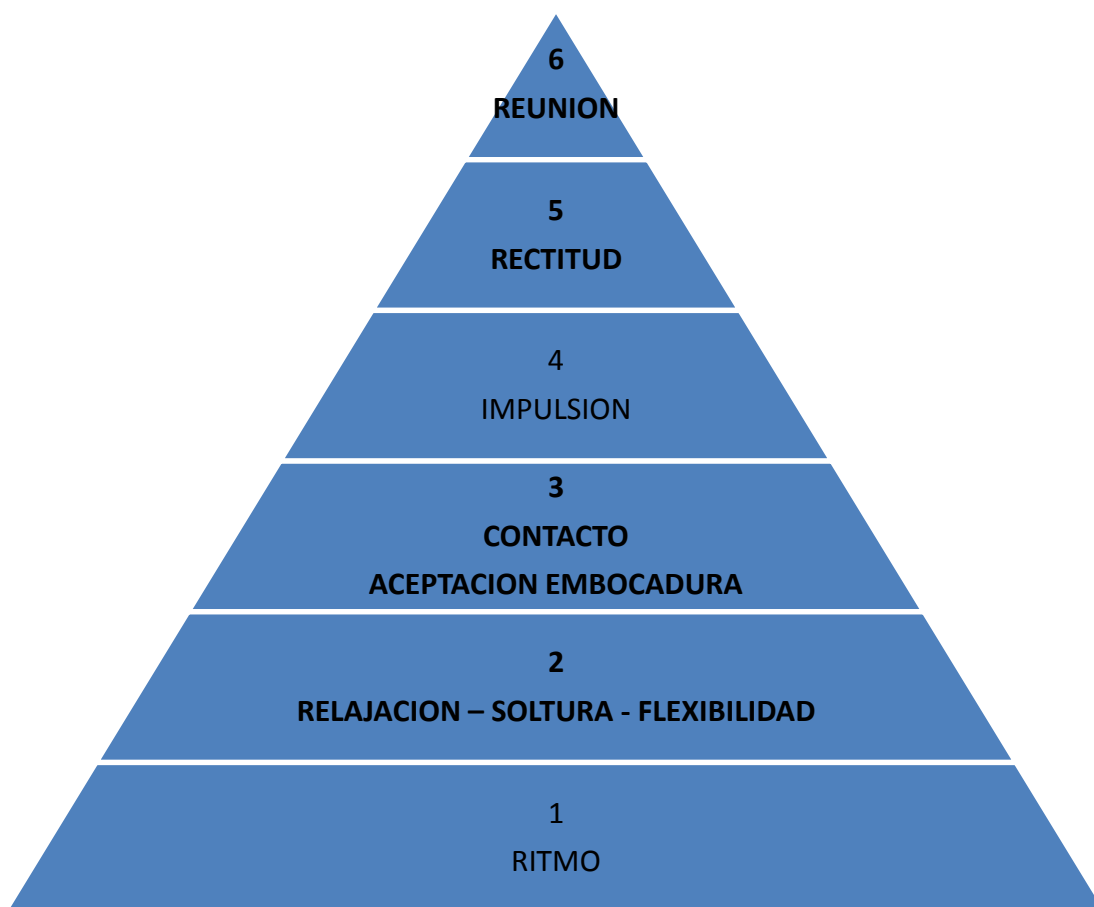 6
REUNION
5
RECTITUD
4
IMPULSION
3
CONTACTO
ACEPTACION EMBOCADURA
2
RELAJACION – SOLTURA - FLEXIBILIDAD
1
RITMO